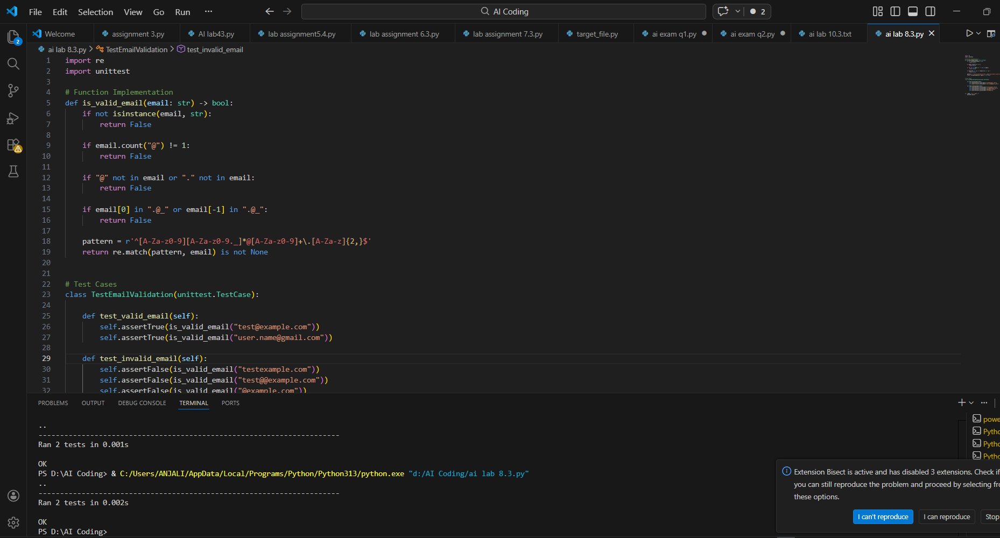 File Edit Selection View Go Run ··· AI Coding 2
Welcome assignment 3.py AI lab43.py lab assignment5.4.py lab assignment 6.3.py lab assignment 7.3.py target_file.py ai exam q1.py ai exam q2.py ai lab 10.3.txt ai lab 8.3.py
ai lab 8.3.py > TestEmailValidation > test_invalid_email
2
1 import re
2 import unittest
3
4 # Function Implementation
5 def is_valid_email(email: str) -> bool:
6 if not isinstance(email, str):
7 return False
8
9 if email.count("@") != 1:
10 return False
11
12 if "@" not in email or "." not in email:
13 return False
14
15 if email[0] in ".@_" or email[-1] in ".@_":
16 return False
17
18 pattern = r'^[A-Za-z0-9][A-Za-z0-9._]*@[A-Za-z0-9]+\.[A-Za-z]{2,}$'
19 return re.match(pattern, email) is not None
20
21
22 # Test Cases
23 class TestEmailValidation(unittest.TestCase):
24
25 def test_valid_email(self):
26 self.assertTrue(is_valid_email("test@example.com"))
27 self.assertTrue(is_valid_email("user.name@gmail.com"))
28
29 def test_invalid_email(self):
30 self.assertFalse(is_valid_email("testexample.com"))
31 self.assertFalse(is_valid_email("test@@example.com"))
32 self.assertFalse(is_valid_email("@example.com"))
PROBLEMS OUTPUT DEBUG CONSOLE TERMINAL PORTS
..
----------------------------------------------------------------------
Ran 2 tests in 0.001s
OK
PS D:\AI Coding> & C:/Users/ANJALI/AppData/Local/Programs/Python/Python313/python.exe "d:/AI Coding/ai lab 8.3.py"
..
----------------------------------------------------------------------
Ran 2 tests in 0.002s
OK
PS D:\AI Coding>
powe
Pytho
Pytho
Pytho
Extension Bisect is active and has disabled 3 extensions. Check if
you can still reproduce the problem and proceed by selecting fro
these options.
I can't reproduce I can reproduce Stop